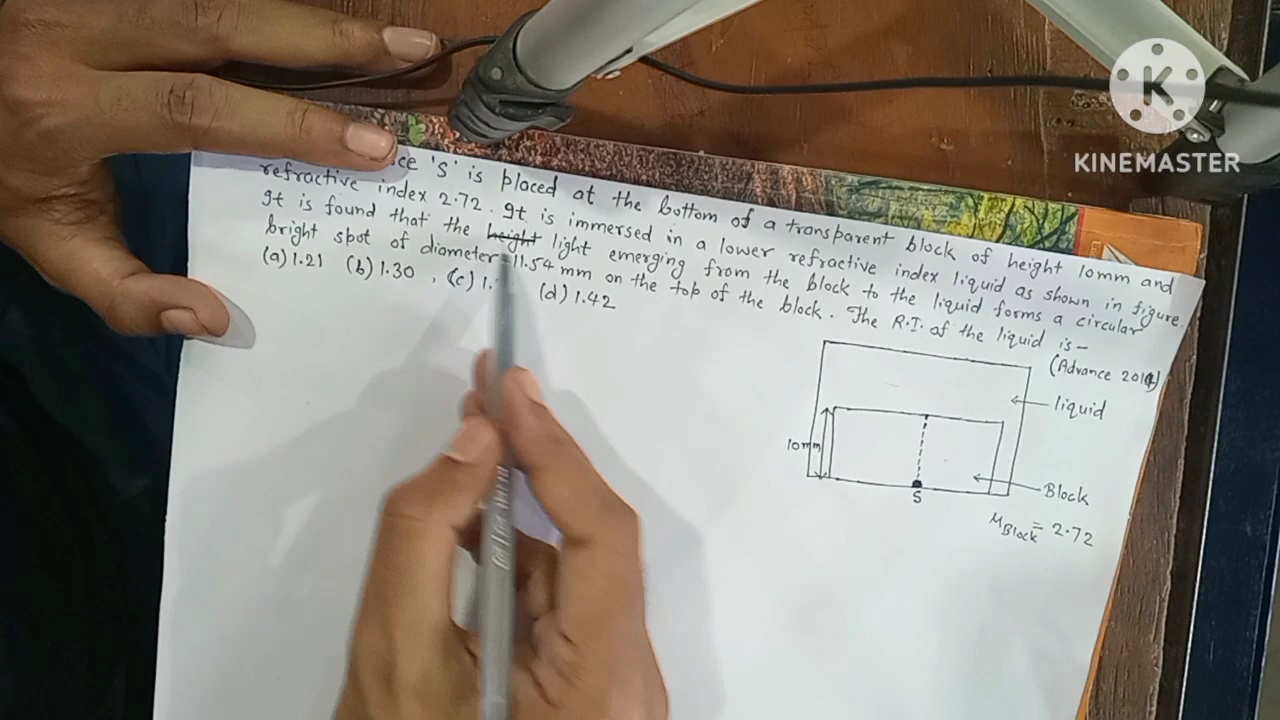 ce 'S' is placed at the bottom of a transparent block of height 10mm and
refractive index 2.72. It is immersed in a lower refractive index liquid as shown in figure.
It is found that the height light emerging from the block to the liquid forms a circular
bright spot of diameter 11.54 mm on the top of the block. The R.I. of the liquid is-
(a) 1.21 (b) 1.30 , (c) 1. (d) 1.42
(Advance 2014)
liquid
10mm
Block
S
μBlock = 2.72
K
KINEMASTER